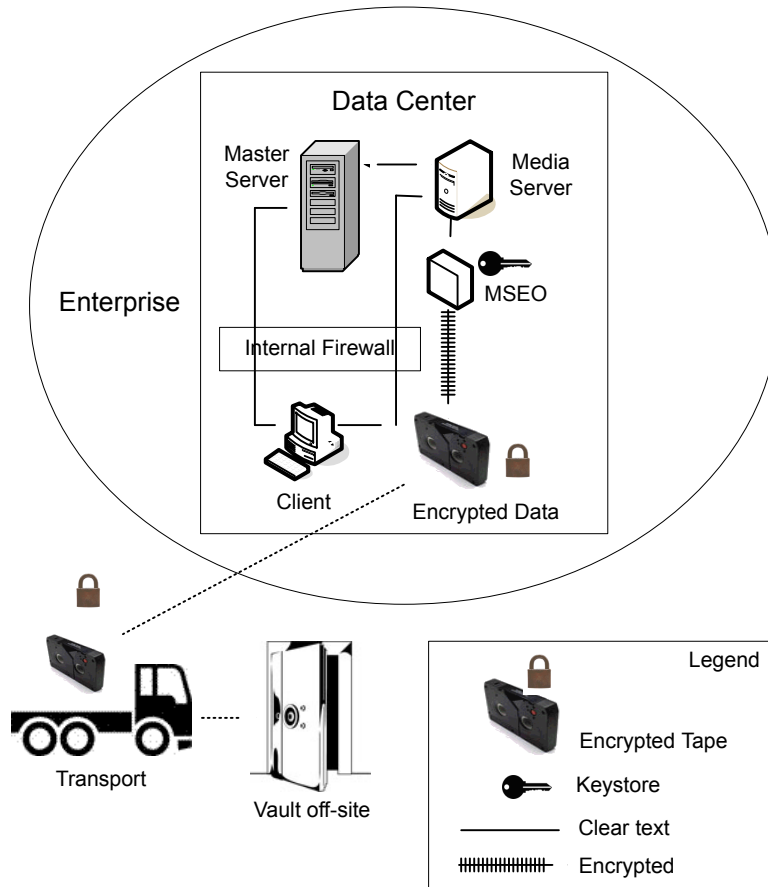 Data Center
Master
Server
Media
Server
Enterprise
MSEO
Internal Firewall
Client
Encrypted Data
Transport
Vault off-site
Legend
Encrypted Tape
Keystore
Clear text
Encrypted